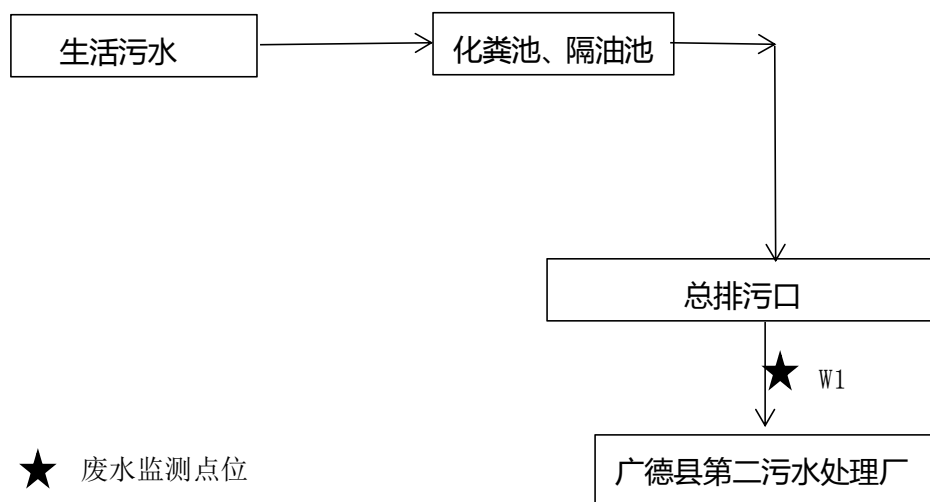 生活污水
化粪池、隔油池
总排污口
W1
广德县第二污水处理厂
废水监测点位